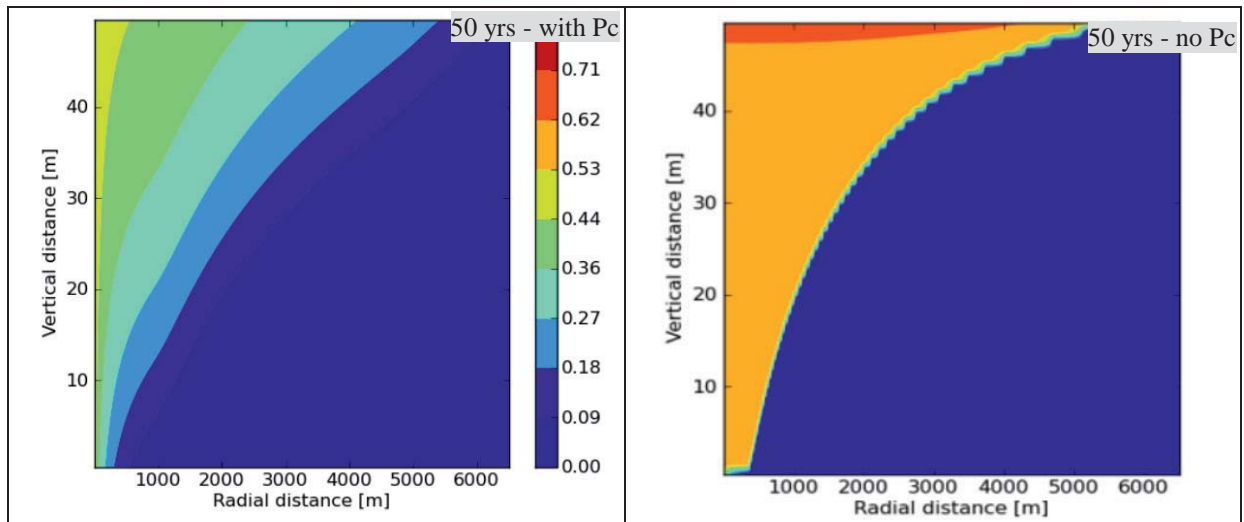 50 yrs - with Pc
0.71
0.62
0.53
0.44
0.36
0.27
0.18
0.09
0.00
40
30
20
10
Vertical distance [m]
1000 2000 3000 4000 5000 6000
Radial distance [m]
50 yrs - no Pc
40
30
20
10
Vertical distance [m]
1000 2000 3000 4000 5000 6000
Radial distance [m]